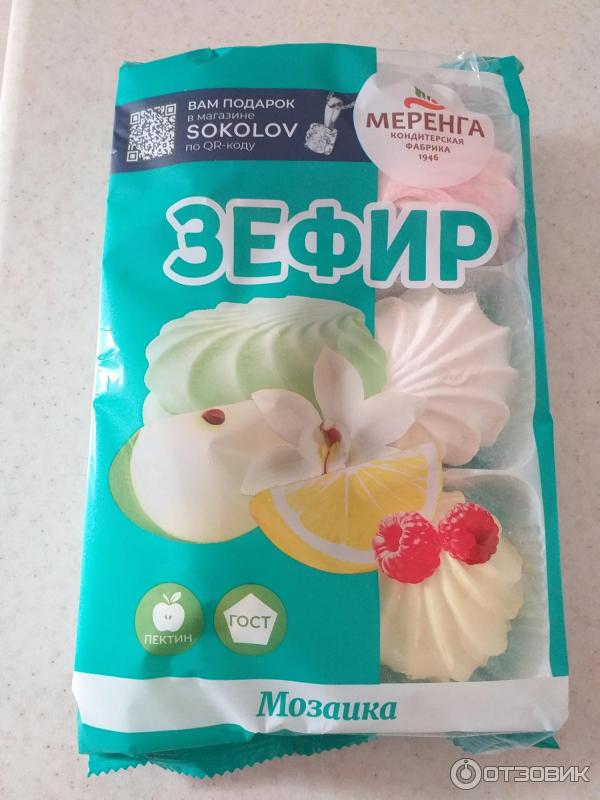 ВАМ ПОДАРОК
в магазине
SOKOLOV
по QR-коду
МЕРЕНГА
КОНДИТЕРСКАЯ
ФАБРИКА
1946
ЗЕФИР
ПЕКТИН
ГОСТ
Мозаика
ОТЗОВИК